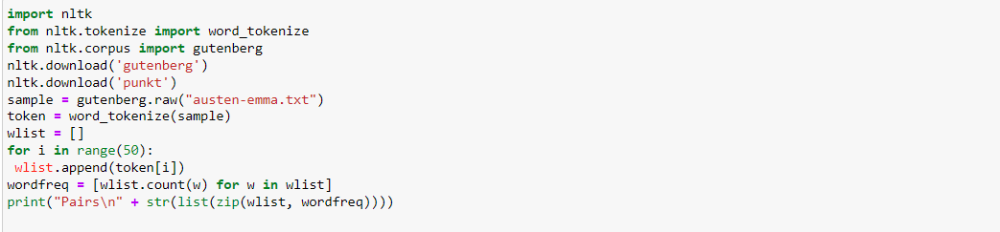 import nltk
from nltk.tokenize import word_tokenize
from nltk.corpus import gutenberg
nltk.download('gutenberg')
nltk.download('punkt')
sample = gutenberg.raw("austen-emma.txt")
token = word_tokenize(sample)
wlist = []
for i in range(50):
 wlist.append(token[i])
wordfreq = [wlist.count(w) for w in wlist]
print("Pairs\n" + str(list(zip(wlist, wordfreq))))